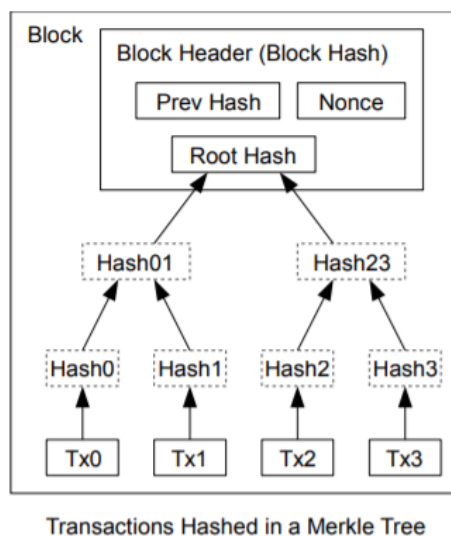 Block
Block Header (Block Hash)
Prev Hash Nonce
Root Hash
Hash01 Hash23
Hash0 Hash1 Hash2 Hash3
Tx0 Tx1 Tx2 Tx3
Transactions Hashed in a Merkle Tree